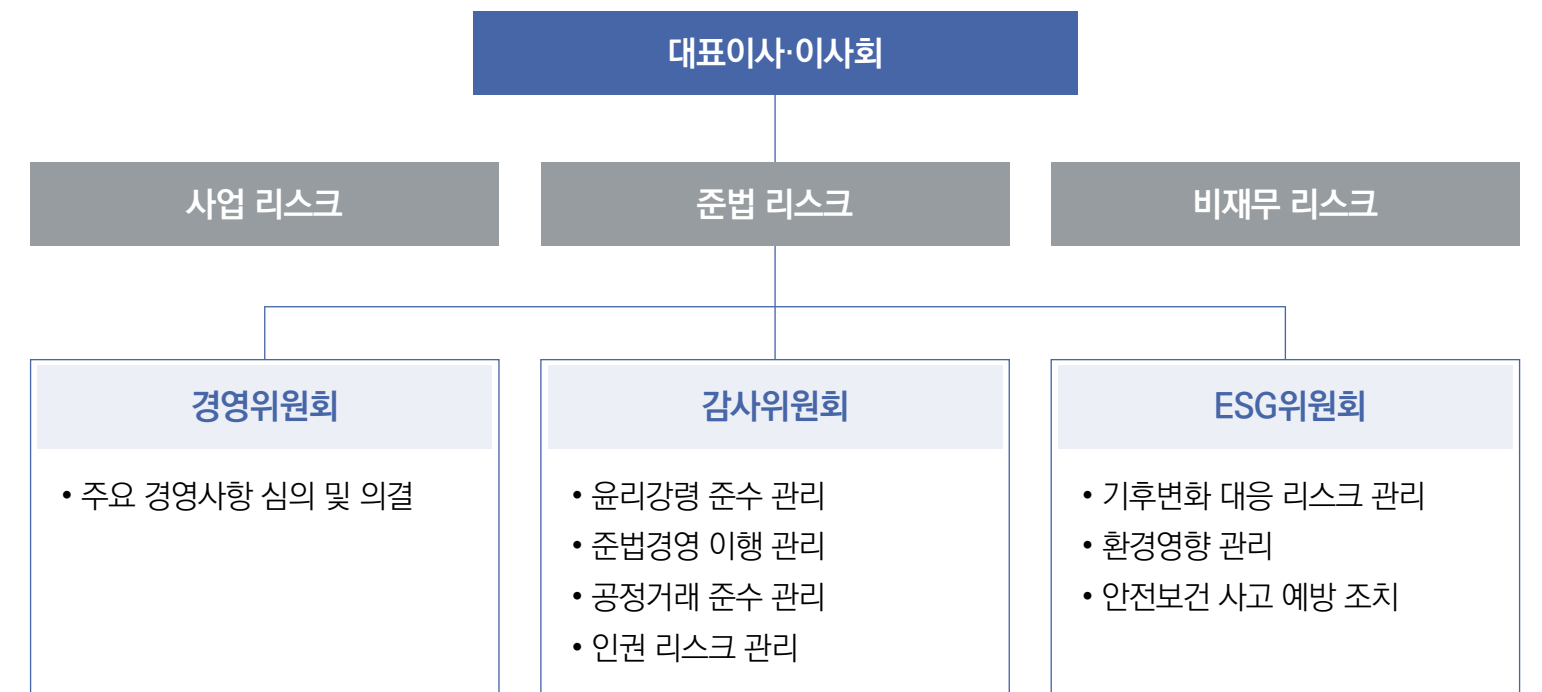 대표이사·이사회
사업 리스크
준법 리스크
비재무 리스크
경영위원회
• 주요 경영사항 심의 및 의결
감사위원회
• 윤리강령 준수 관리
• 준법경영 이행 관리
• 공정거래 준수 관리
• 인권 리스크 관리
ESG위원회
• 기후변화 대응 리스크 관리
• 환경영향 관리
• 안전보건 사고 예방 조치